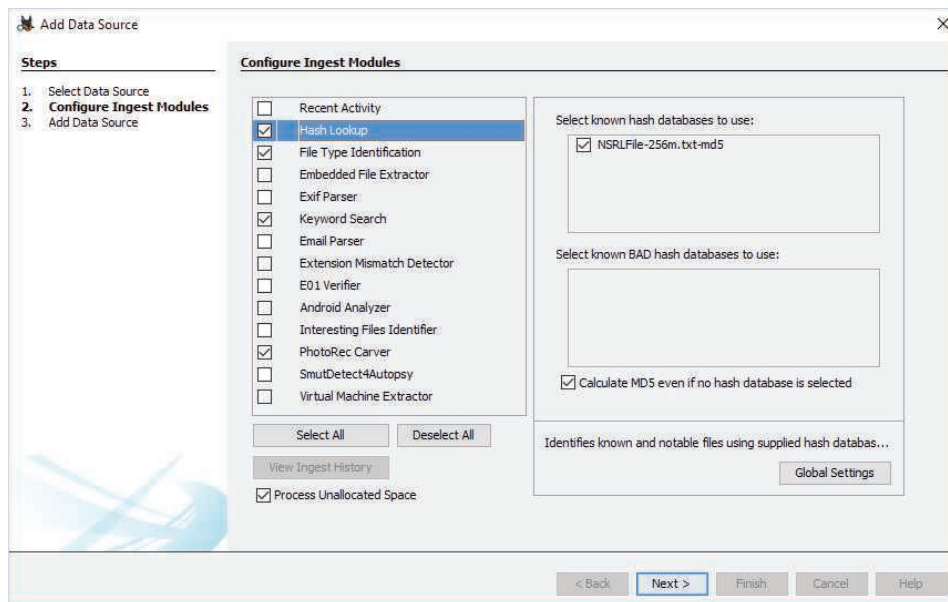 Add Data Source
Steps
1. Select Data Source
2. Configure Ingest Modules
3. Add Data Source
Configure Ingest Modules
Recent Activity
Hash Lookup
File Type Identification
Embedded File Extractor
Exif Parser
Keyword Search
Email Parser
Extension Mismatch Detector
E01 Verifier
Android Analyzer
Interesting Files Identifier
PhotoRec Carver
SmutDetect4Autopsy
Virtual Machine Extractor
Select All
Deselect All
View Ingest History
Process Unallocated Space
Select known hash databases to use:
NSRLFile-256m.txt-md5
Select known BAD hash databases to use:
Calculate MD5 even if no hash database is selected
Identifies known and notable files using supplied hash databas...
Global Settings
< Back
Next >
Finish
Cancel
Help